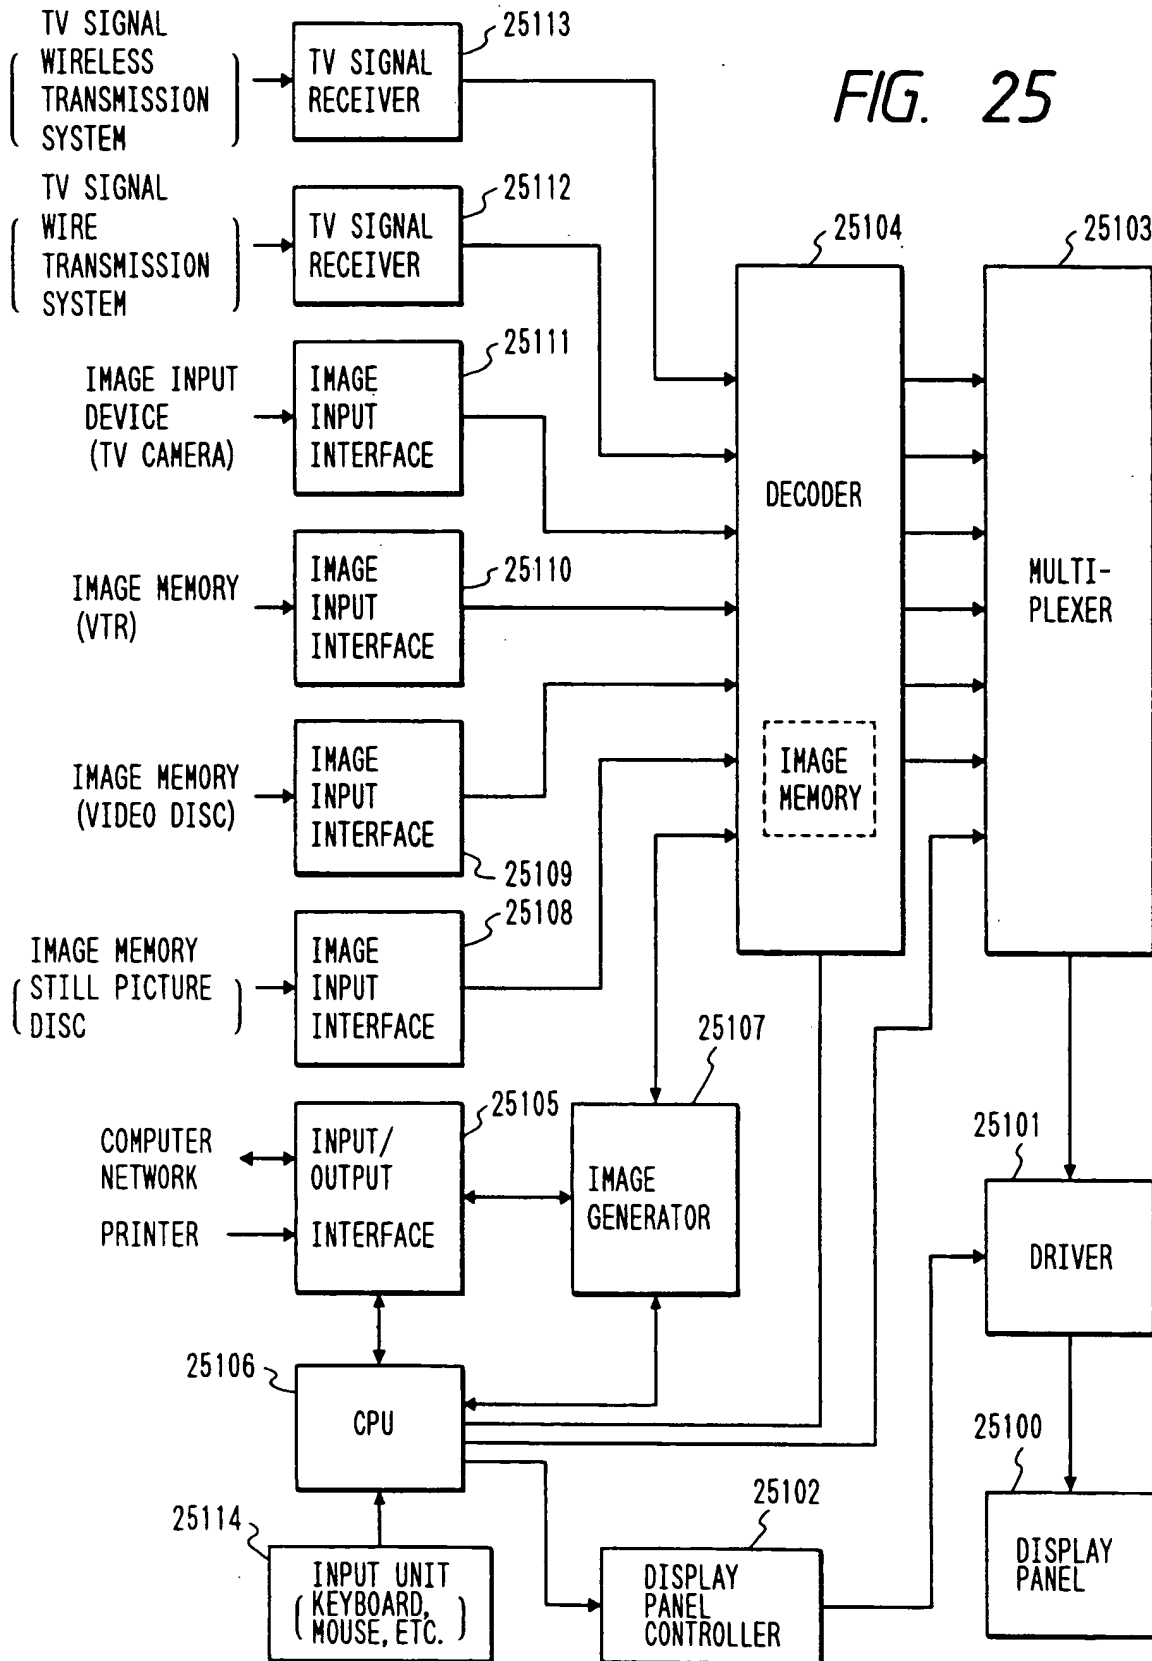 FIG. 25
TV SIGNAL
WIRELESS
TRANSMISSION
SYSTEM
TV SIGNAL
RECEIVER
25113
TV SIGNAL
WIRE
TRANSMISSION
SYSTEM
TV SIGNAL
RECEIVER
25112
IMAGE INPUT
DEVICE
(TV CAMERA)
IMAGE
INPUT
INTERFACE
25111
IMAGE MEMORY
(VTR)
IMAGE
INPUT
INTERFACE
25110
IMAGE MEMORY
(VIDEO DISC)
IMAGE
INPUT
INTERFACE
25109
IMAGE MEMORY
STILL PICTURE
DISC
IMAGE
INPUT
INTERFACE
25108
25104
DECODER
IMAGE
MEMORY
25103
MULTI-
PLEXER
COMPUTER
NETWORK
PRINTER
INPUT/
OUTPUT
INTERFACE
25105
25107
IMAGE
GENERATOR
25101
DRIVER
25106
CPU
25100
DISPLAY
PANEL
25114
INPUT UNIT
(KEYBOARD,
MOUSE, ETC.)
25102
DISPLAY
PANEL
CONTROLLER